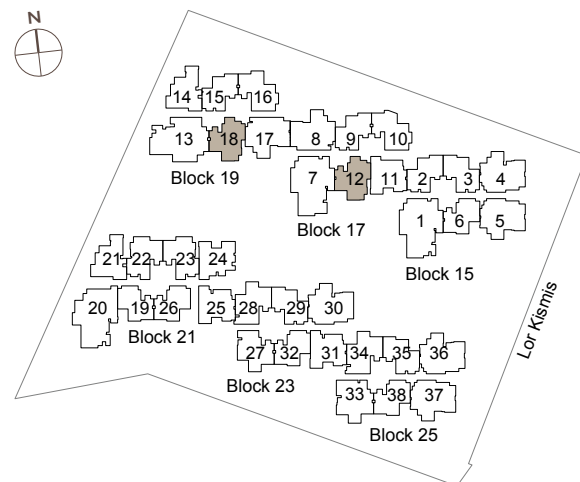 N
14 15 16
13 18 17 8 9 10
Block 19
7 12 11 2 3 4
Block 17
1 6 5
Block 15
21 22 23 24
20 19 26 25 28 29 30
Block 21
Lor Kismis
27 32 31 34 35 36
Block 23
33 38 37
Block 25